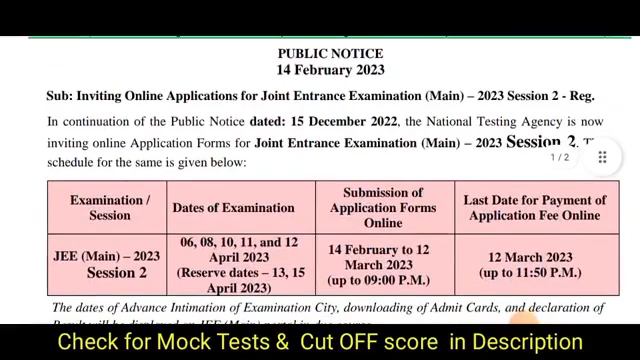 PUBLIC NOTICE
14 February 2023
Sub: Inviting Online Applications for Joint Entrance Examination (Main) – 2023 Session 2 - Reg.
In continuation of the Public Notice dated: 15 December 2022, the National Testing Agency is now
inviting online Application Forms for Joint Entrance Examination (Main) – 2023 Session 2.
schedule for the same is given below:
1/2
Examination /
Session
Dates of Examination
Submission of
Application Forms
Online
Last Date for Payment of
Application Fee Online
JEE (Main) – 2023
Session 2
06, 08, 10, 11, and 12
April 2023
(Reserve dates – 13, 15
April 2023)
14 February to 12
March 2023
(up to 09:00 P.M.)
12 March 2023
(up to 11:50 P.M.)
The dates of Advance Intimation of Examination City, downloading of Admit Cards, and declaration of
Check for Mock Tests & Cut OFF score in Description